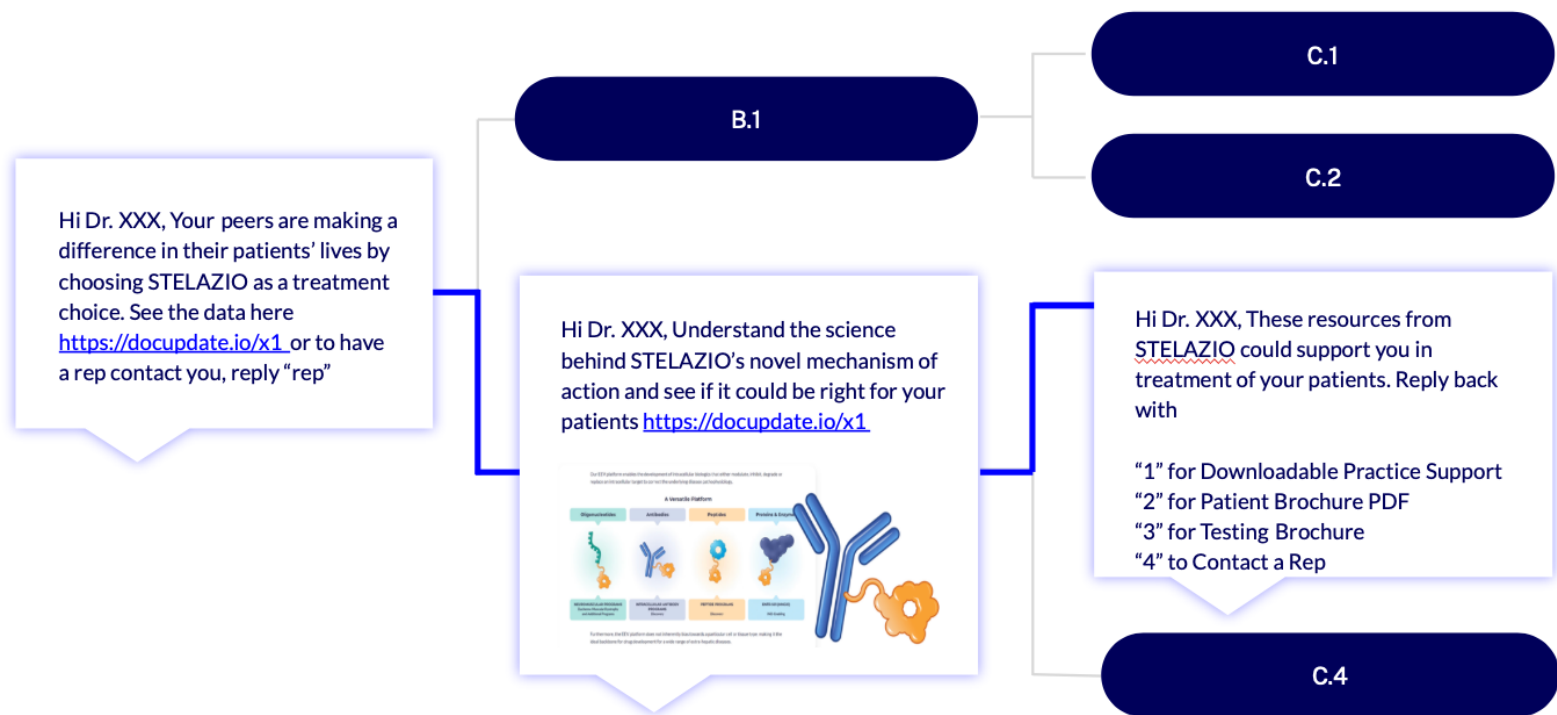 Hi Dr. XXX, Your peers are making a
difference in their patients’ lives by
choosing STELAZIO as a treatment
choice. See the data here
https://docupdate.io/x1 or to have
a rep contact you, reply “rep”
B.1
Hi Dr. XXX, Understand the science
behind STELAZIO’s novel mechanism of
action and see if it could be right for your
patients https://docupdate.io/x1
A Versatile Platform
Oligonucleotides
Antibodies
Peptides
Proteins &
Discovery
Discovery
C.1
C.2
Hi Dr. XXX, These resources from
STELAZIO could support you in
treatment of your patients. Reply back
with
“1” for Downloadable Practice Support
“2” for Patient Brochure PDF
“3” for Testing Brochure
“4” to Contact a Rep
C.4